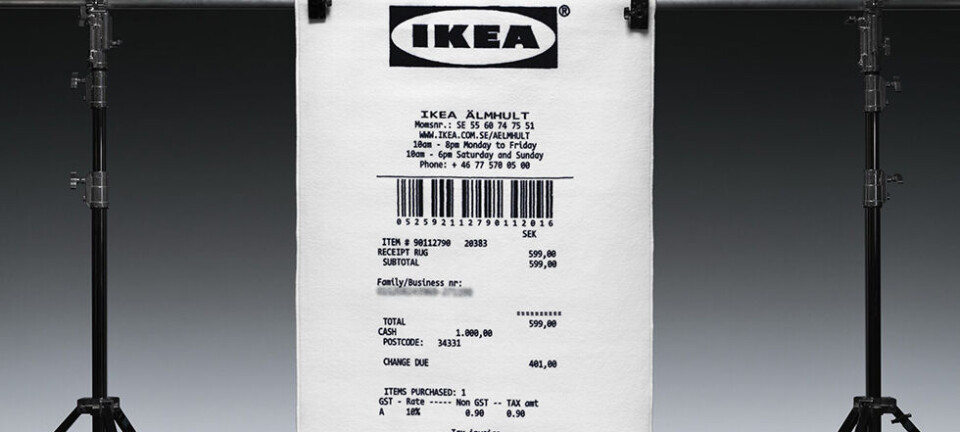 IKEA®
IKEA ÄLMHULT
Momsnr.: SE 55 60 74 75 51
WWW.IKEA.COM.SE/AELMHULT
10am - 8pm Monday to Friday
10am - 6pm Saturday and Sunday
Phone: + 46 77 570 05 00
0525921127901 12016
SEK
ITEM # 90112790 20383
RECEIPT RUG 599,00
SUBTOTAL 599,00
Family/Business nr:
**********
TOTAL 599,00
CASH 1.000,00
POSTCODE: 34331
CHANGE DUE 401,00
ITEMS PURCHASED: 1
GST - Rate ----- Non GST -- TAX amt
A 10% 0.90 0.90